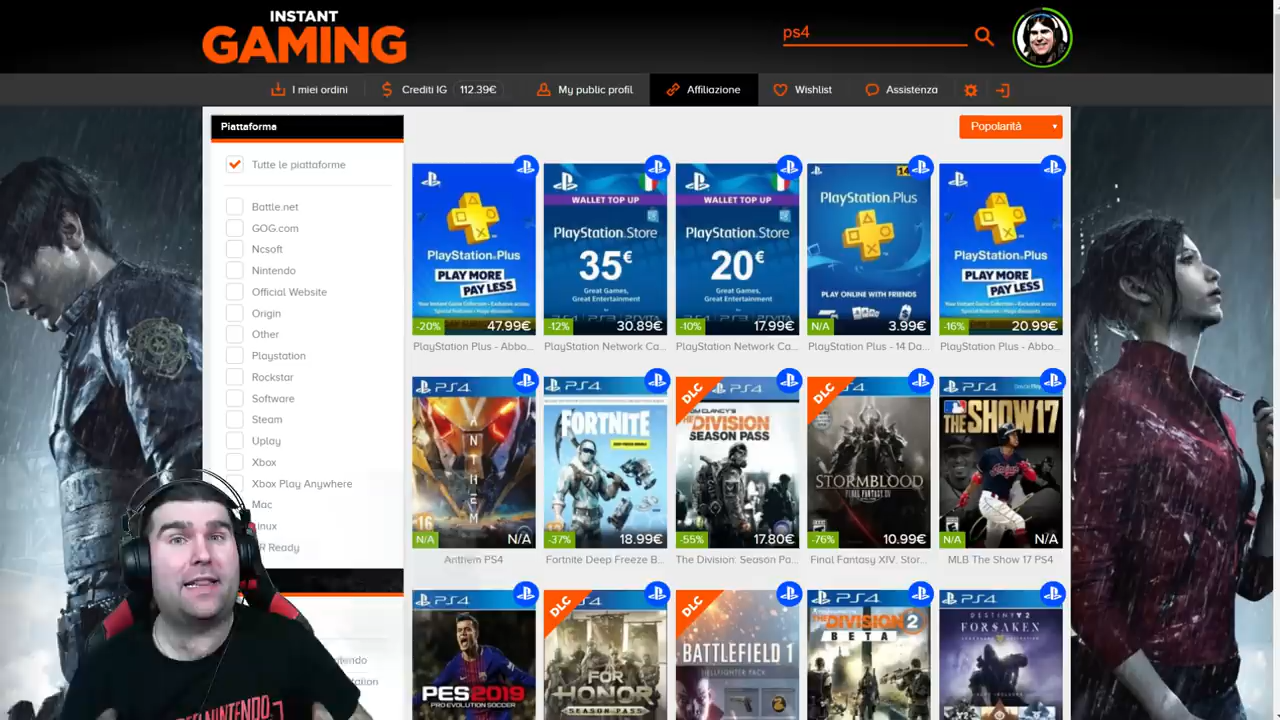 INSTANT
GAMING
ps4
I miei ordini
Crediti IG 112.39€
My public profil
Affiliazione
Wishlist
Assistenza
Piattaforma
Popolarità
Tutte le piattaforme
Battle.net
GOG.com
Ncsoft
Nintendo
Official Website
Origin
Other
Playstation
Rockstar
Software
Steam
Uplay
Xbox
Xbox Play Anywhere
Mac
PlayStation.Plus
PLAY MORE
PAY LESS
-20% 47.99€
PlayStation Plus - Abbo...
WALLET TOP UP
PlayStation.Store
35€
Great Games,
Great Entertainment
-12% 30.89€
PlayStation Network Ca...
WALLET TOP UP
PlayStation.Store
20€
Great Games,
Great Entertainment
-10% 17.99€
PlayStation Network Ca...
14
PlayStation.Plus
PLAY ONLINE WITH FRIENDS
N/A 3.99€
PlayStation Plus - 14 Da...
PlayStation.Plus
PLAY MORE
PAY LESS
-16% 20.99€
PlayStation Plus - Abbo...
PS4
ANTHEM
16
N/A N/A
Anthem PS4
PS4
FORTNITE
-37% 18.99€
Fortnite Deep Freeze B...
DLC PS4
TOM CLANCY'S
THE DIVISION
SEASON PASS
-55% 17.80€
The Division: Season Pa...
DLC PS4
STORMBLOOD
FINAL FANTASY XIV
-76% 10.99€
Final Fantasy XIV: Stor...
PS4
MLB
THE SHOW 17
N/A N/A
MLB The Show 17 PS4
PS4
PES2019
PRO EVOLUTION SOCCER
DLC
FOR
HONOR
SEASON PASS
DLC
BATTLEFIELD 1
HELLFIGHTER PACK
PS4
THE DIVISION 2
BETA
PS4
DESTINY 2
FORSAKEN
NINTENDO